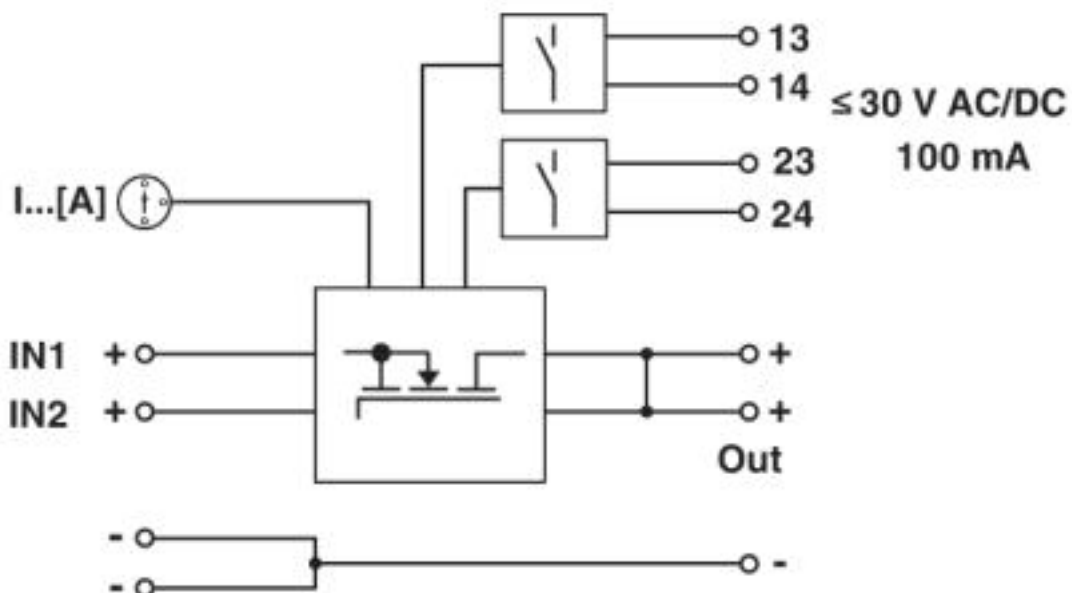 13
14
≤ 30 V AC/DC
100 mA
23
24
I...[A]
IN1 +
IN2 +
+
+
Out
-
-
-